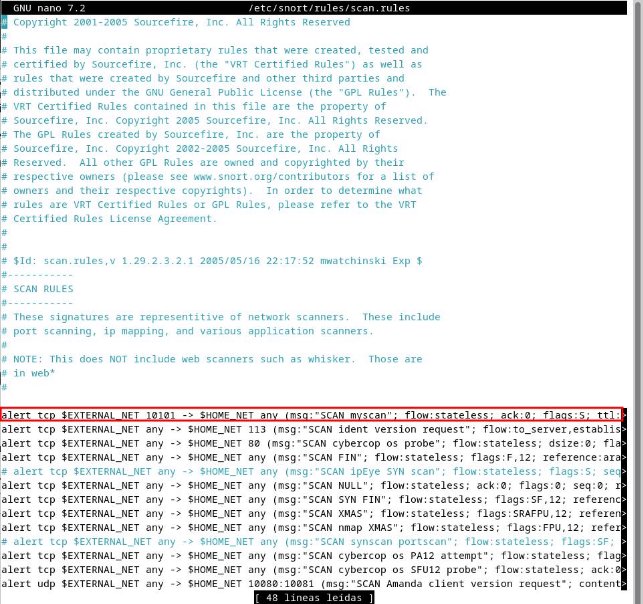 GNU nano 7.2 /etc/snort/rules/scan.rules
# Copyright 2001-2005 Sourcefire, Inc. All Rights Reserved
#
# This file may contain proprietary rules that were created, tested and
# certified by Sourcefire, Inc. (the "VRT Certified Rules") as well as
# rules that were created by Sourcefire and other third parties and
# distributed under the GNU General Public License (the "GPL Rules").  The
# VRT Certified Rules contained in this file are the property of
# Sourcefire, Inc. Copyright 2005 Sourcefire, Inc. All Rights Reserved.
# The GPL Rules created by Sourcefire, Inc. are the property of
# Sourcefire, Inc. Copyright 2002-2005 Sourcefire, Inc. All Rights
# Reserved.  All other GPL Rules are owned and copyrighted by their
# respective owners (please see www.snort.org/contributors for a list of
# owners and their respective copyrights).  In order to determine what
# rules are VRT Certified Rules or GPL Rules, please refer to the VRT
# Certified Rules License Agreement.
#
#
# $Id: scan.rules,v 1.29.2.3.2.1 2005/05/16 22:17:52 mwatchinski Exp $
#-----------
# SCAN RULES
#-----------
# These signatures are representitive of network scanners.  These include
# port scanning, ip mapping, and various application scanners.
#
# NOTE: This does NOT include web scanners such as whisker.  Those are
# in web*
#
alert tcp $EXTERNAL_NET 10101 -> $HOME_NET any (msg:"SCAN myscan"; flow:stateless; ack:0; flags:S; ttl:>
alert tcp $EXTERNAL_NET any -> $HOME_NET 113 (msg:"SCAN ident version request"; flow:to_server,establis>
alert tcp $EXTERNAL_NET any -> $HOME_NET 80 (msg:"SCAN cybercop os probe"; flow:stateless; dsize:0; fla>
alert tcp $EXTERNAL_NET any -> $HOME_NET any (msg:"SCAN FIN"; flow:stateless; flags:F,12; reference:ara>
# alert tcp $EXTERNAL_NET any -> $HOME_NET any (msg:"SCAN ipEye SYN scan"; flow:stateless; flags:S; seq>
alert tcp $EXTERNAL_NET any -> $HOME_NET any (msg:"SCAN NULL"; flow:stateless; ack:0; flags:0; seq:0; r>
alert tcp $EXTERNAL_NET any -> $HOME_NET any (msg:"SCAN SYN FIN"; flow:stateless; flags:SF,12; referenc>
alert tcp $EXTERNAL_NET any -> $HOME_NET any (msg:"SCAN XMAS"; flow:stateless; flags:SRAFPU,12; referen>
alert tcp $EXTERNAL_NET any -> $HOME_NET any (msg:"SCAN nmap XMAS"; flow:stateless; flags:FPU,12; refer>
# alert tcp $EXTERNAL_NET any -> $HOME_NET any (msg:"SCAN synscan portscan"; flow:stateless; flags:SF; >
alert tcp $EXTERNAL_NET any -> $HOME_NET any (msg:"SCAN cybercop os PA12 attempt"; flow:stateless; flag>
alert tcp $EXTERNAL_NET any -> $HOME_NET any (msg:"SCAN cybercop os SFU12 probe"; flow:stateless; ack:0>
alert udp $EXTERNAL_NET any -> $HOME_NET 10080:10081 (msg:"SCAN Amanda client version request"; content>
[ 48 líneas leídas ]